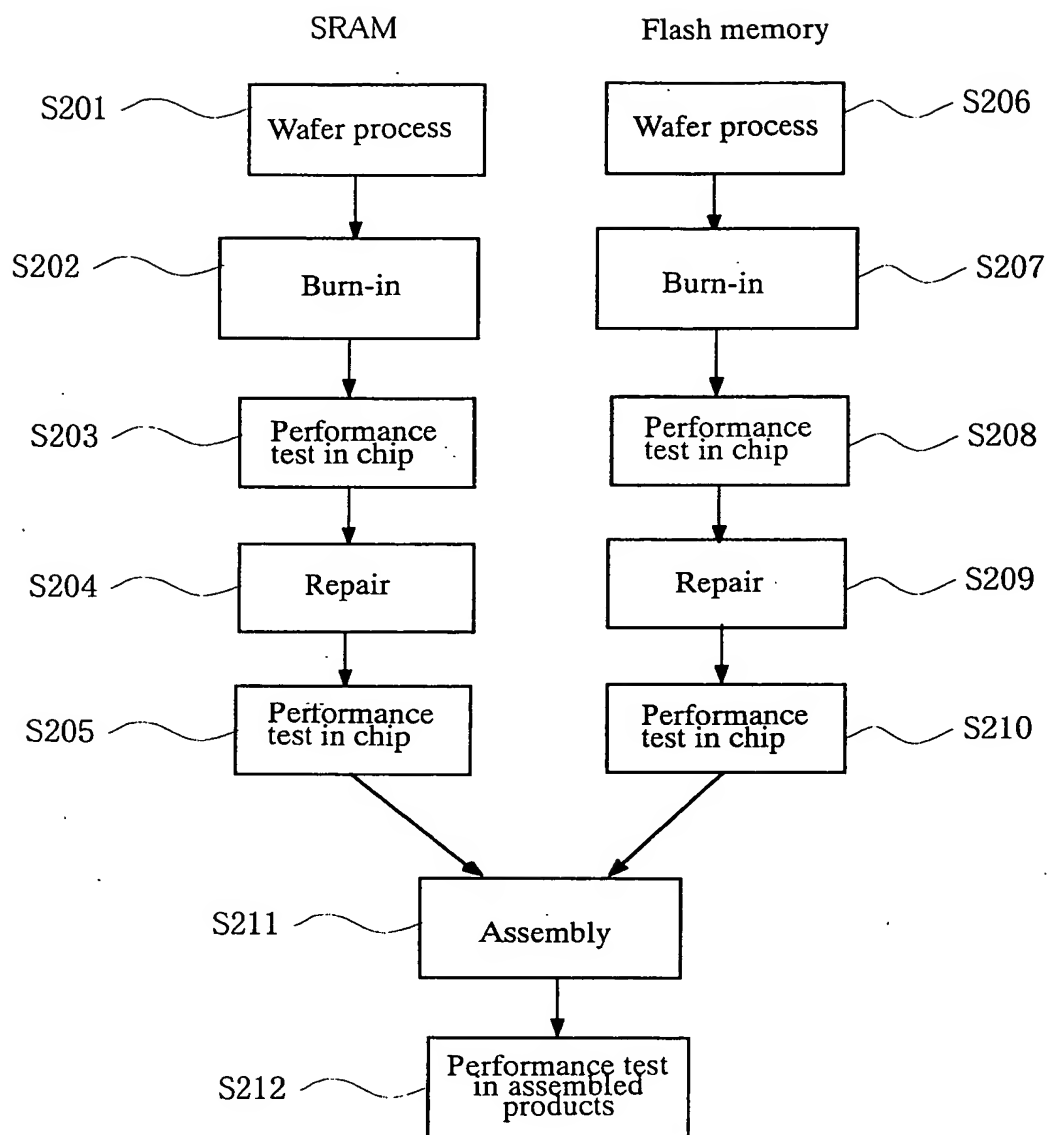 SRAM Flash memory
S201 Wafer process Wafer process S206
S202 Burn-in Burn-in S207
S203 Performance
test in chip Performance
test in chip S208
S204 Repair Repair S209
S205 Performance
test in chip Performance
test in chip S210
S211 Assembly
S212 Performance test
in assembled
products